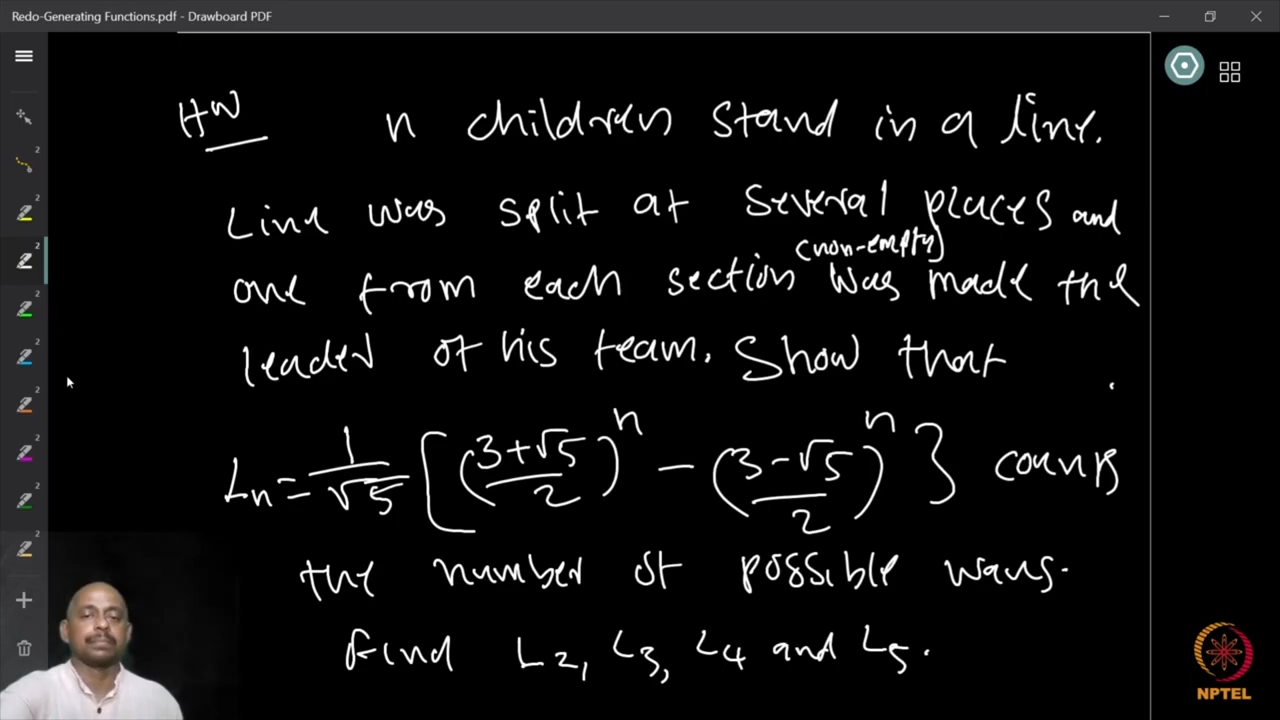 Redo-Generating Functions.pdf - Drawboard PDF
HW n children stand in a line.
Line was split at several places and
(non-empty)
one from each section was made the
leader of his team. Show that
Ln = 1/√5 [ ((3+√5)/2)^n - ((3-√5)/2)^n } counts
the number of possible ways.
Find L2, L3, L4 and L5.
NPTEL